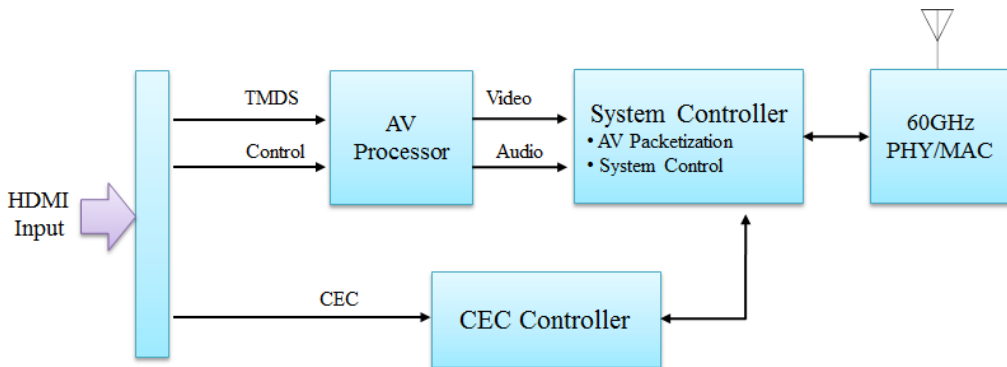 HDMI
Input
TMDS
Control
AV
Processor
Video
Audio
System Controller
• AV Packetization
• System Control
60GHz
PHY/MAC
CEC
CEC Controller